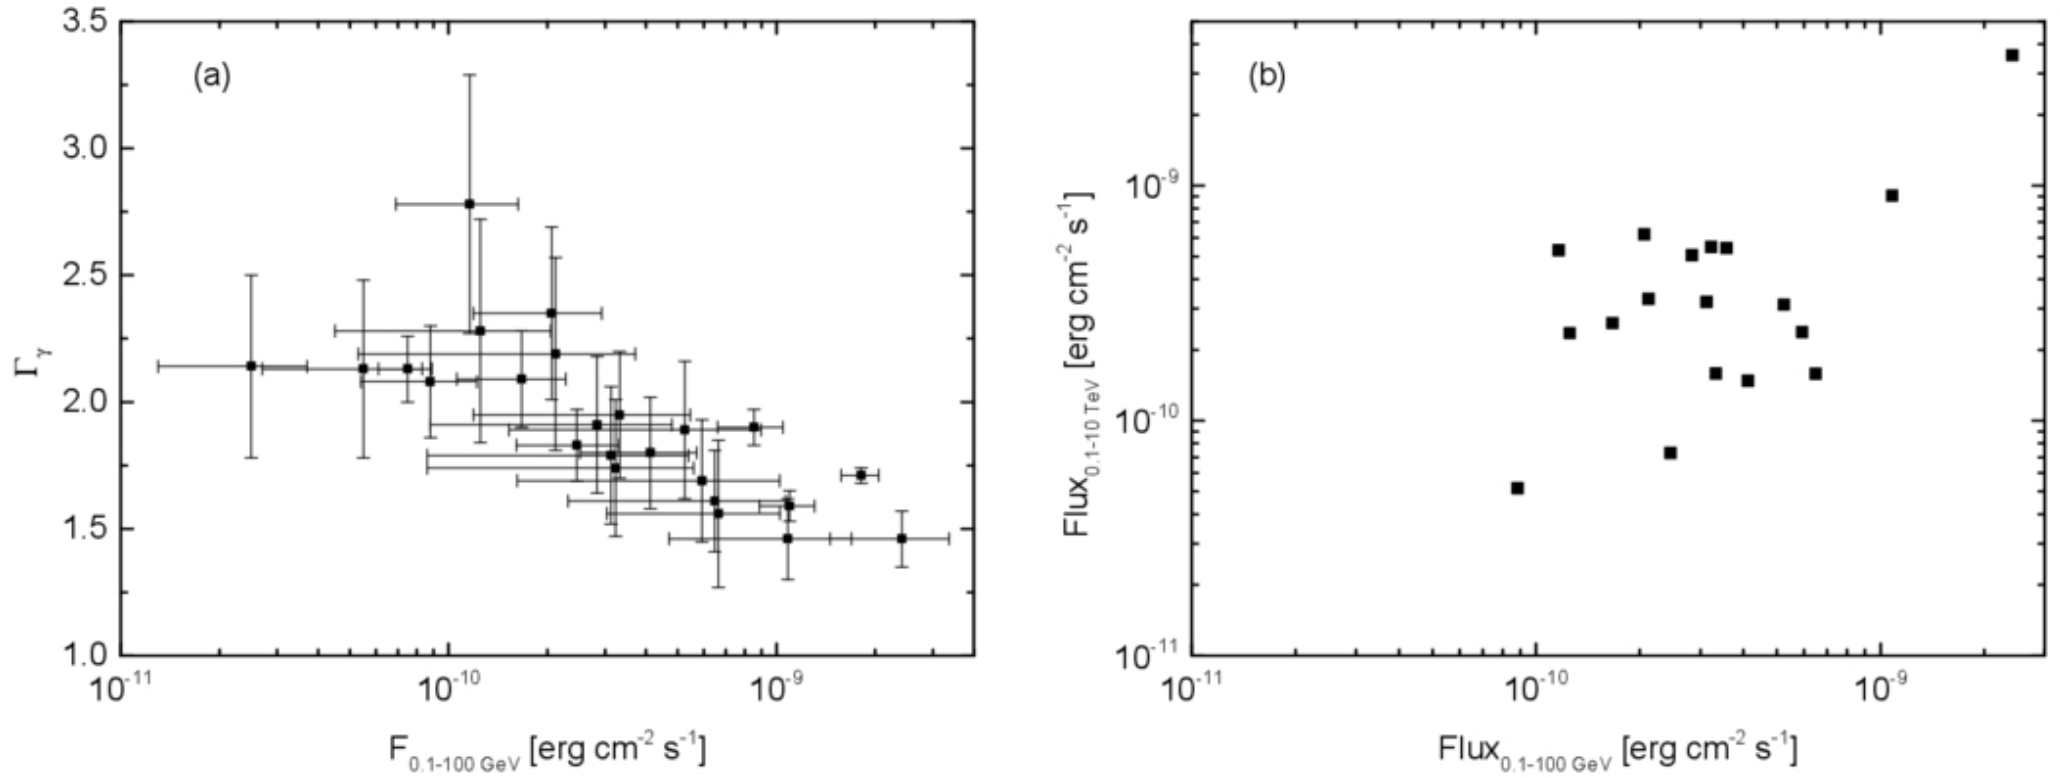 (a)
3.5
3.0
2.5
2.0
1.5
1.0
Γγ
10⁻¹¹ 10⁻¹⁰ 10⁻⁹
F0.1-100 GeV [erg cm⁻² s⁻¹]
(b)
10⁻⁹
10⁻¹⁰
10⁻¹¹
Flux0.1-10 TeV [erg cm⁻² s⁻¹]
10⁻¹¹ 10⁻¹⁰ 10⁻⁹
Flux0.1-100 GeV [erg cm⁻² s⁻¹]